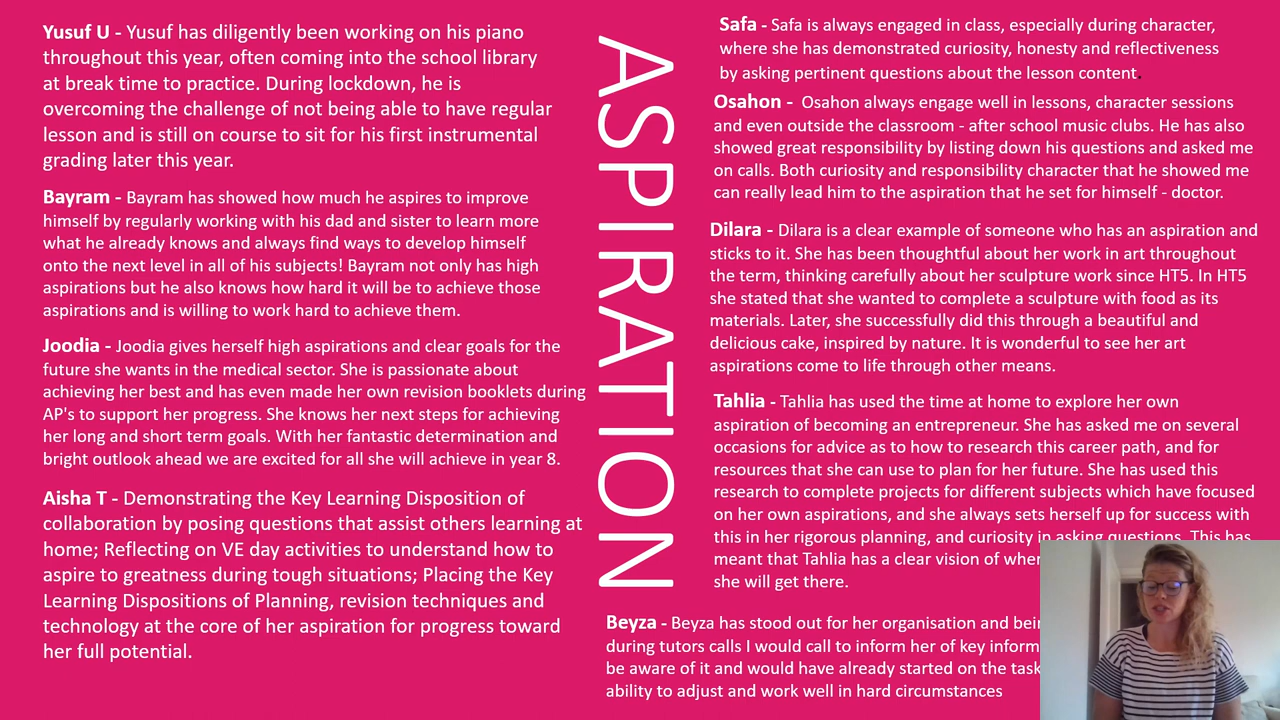 Yusuf U - Yusuf has diligently been working on his piano
throughout this year, often coming into the school library
at break time to practice. During lockdown, he is
overcoming the challenge of not being able to have regular
lesson and is still on course to sit for his first instrumental
grading later this year.
Bayram - Bayram has showed how much he aspires to improve
himself by regularly working with his dad and sister to learn more
what he already knows and always find ways to develop himself
onto the next level in all of his subjects! Bayram not only has high
aspirations but he also knows how hard it will be to achieve those
aspirations and is willing to work hard to achieve them.
Joodia - Joodia gives herself high aspirations and clear goals for the
future she wants in the medical sector. She is passionate about
achieving her best and has even made her own revision booklets during
AP's to support her progress. She knows her next steps for achieving
her long and short term goals. With her fantastic determination and
bright outlook ahead we are excited for all she will achieve in year 8.
Aisha T - Demonstrating the Key Learning Disposition of
collaboration by posing questions that assist others learning at
home; Reflecting on VE day activities to understand how to
aspire to greatness during tough situations; Placing the Key
Learning Dispositions of Planning, revision techniques and
technology at the core of her aspiration for progress toward
her full potential.
ASPIRATION
Safa - Safa is always engaged in class, especially during character,
where she has demonstrated curiosity, honesty and reflectiveness
by asking pertinent questions about the lesson content.
Osahon - Osahon always engage well in lessons, character sessions
and even outside the classroom - after school music clubs. He has also
showed great responsibility by listing down his questions and asked me
on calls. Both curiosity and responsibility character that he showed me
can really lead him to the aspiration that he set for himself - doctor.
Dilara - Dilara is a clear example of someone who has an aspiration and
sticks to it. She has been thoughtful about her work in art throughout
the term, thinking carefully about her sculpture work since HT5. In HT5
she stated that she wanted to complete a sculpture with food as its
materials. Later, she successfully did this through a beautiful and
delicious cake, inspired by nature. It is wonderful to see her art
aspirations come to life through other means.
Tahlia - Tahlia has used the time at home to explore her own
aspiration of becoming an entrepreneur. She has asked me on several
occasions for advice as to how to research this career path, and for
resources that she can use to plan for her future. She has used this
research to complete projects for different subjects which have focused
on her own aspirations, and she always sets herself up for success with
this in her rigorous planning, and curiosity in asking questions. This has
meant that Tahlia has a clear vision of
she will get there.
Beyza - Beyza has stood out for her organisation and
during tutors calls I would call to inform her of key
be aware of it and would have already started on the task
ability to adjust and work well in hard circumstances